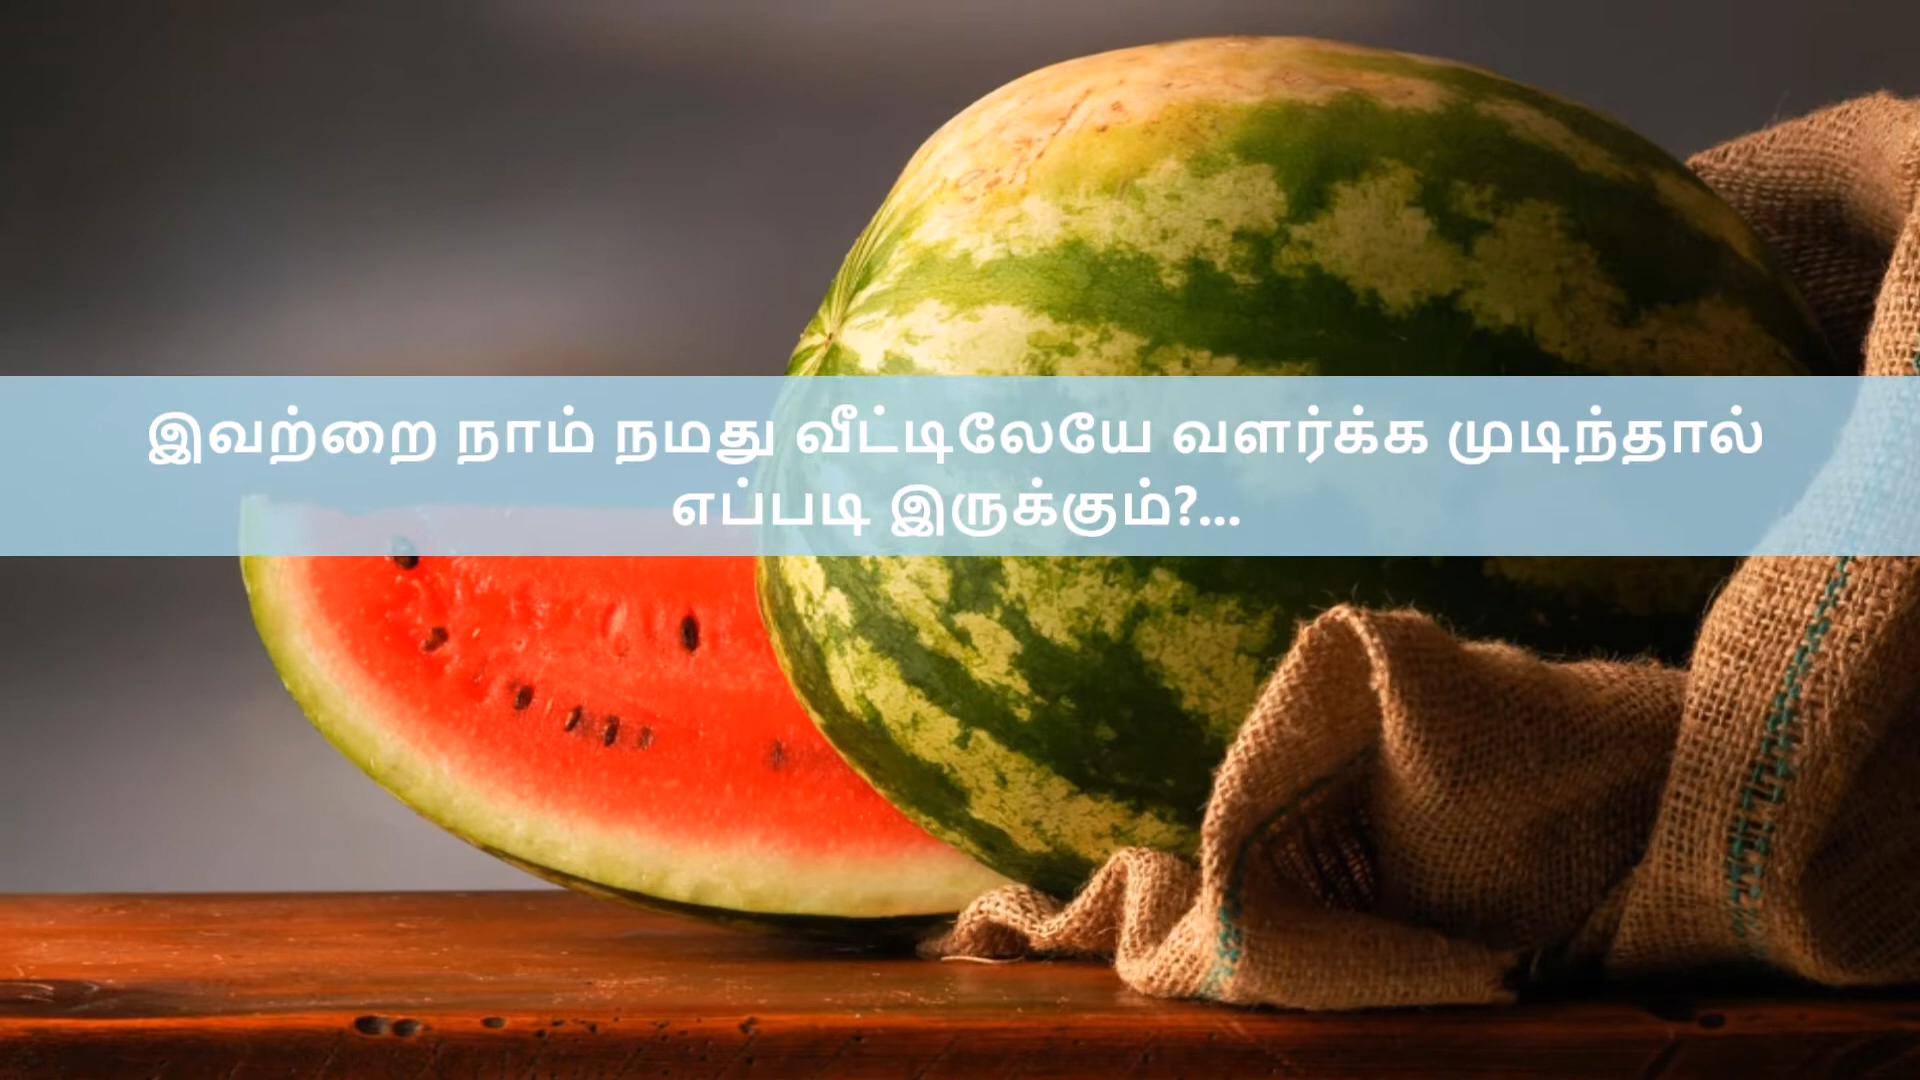 இவற்றை நாம் நமது வீட்டிலேயே வளர்க்க முடிந்தால்
எப்படி இருக்கும்?...